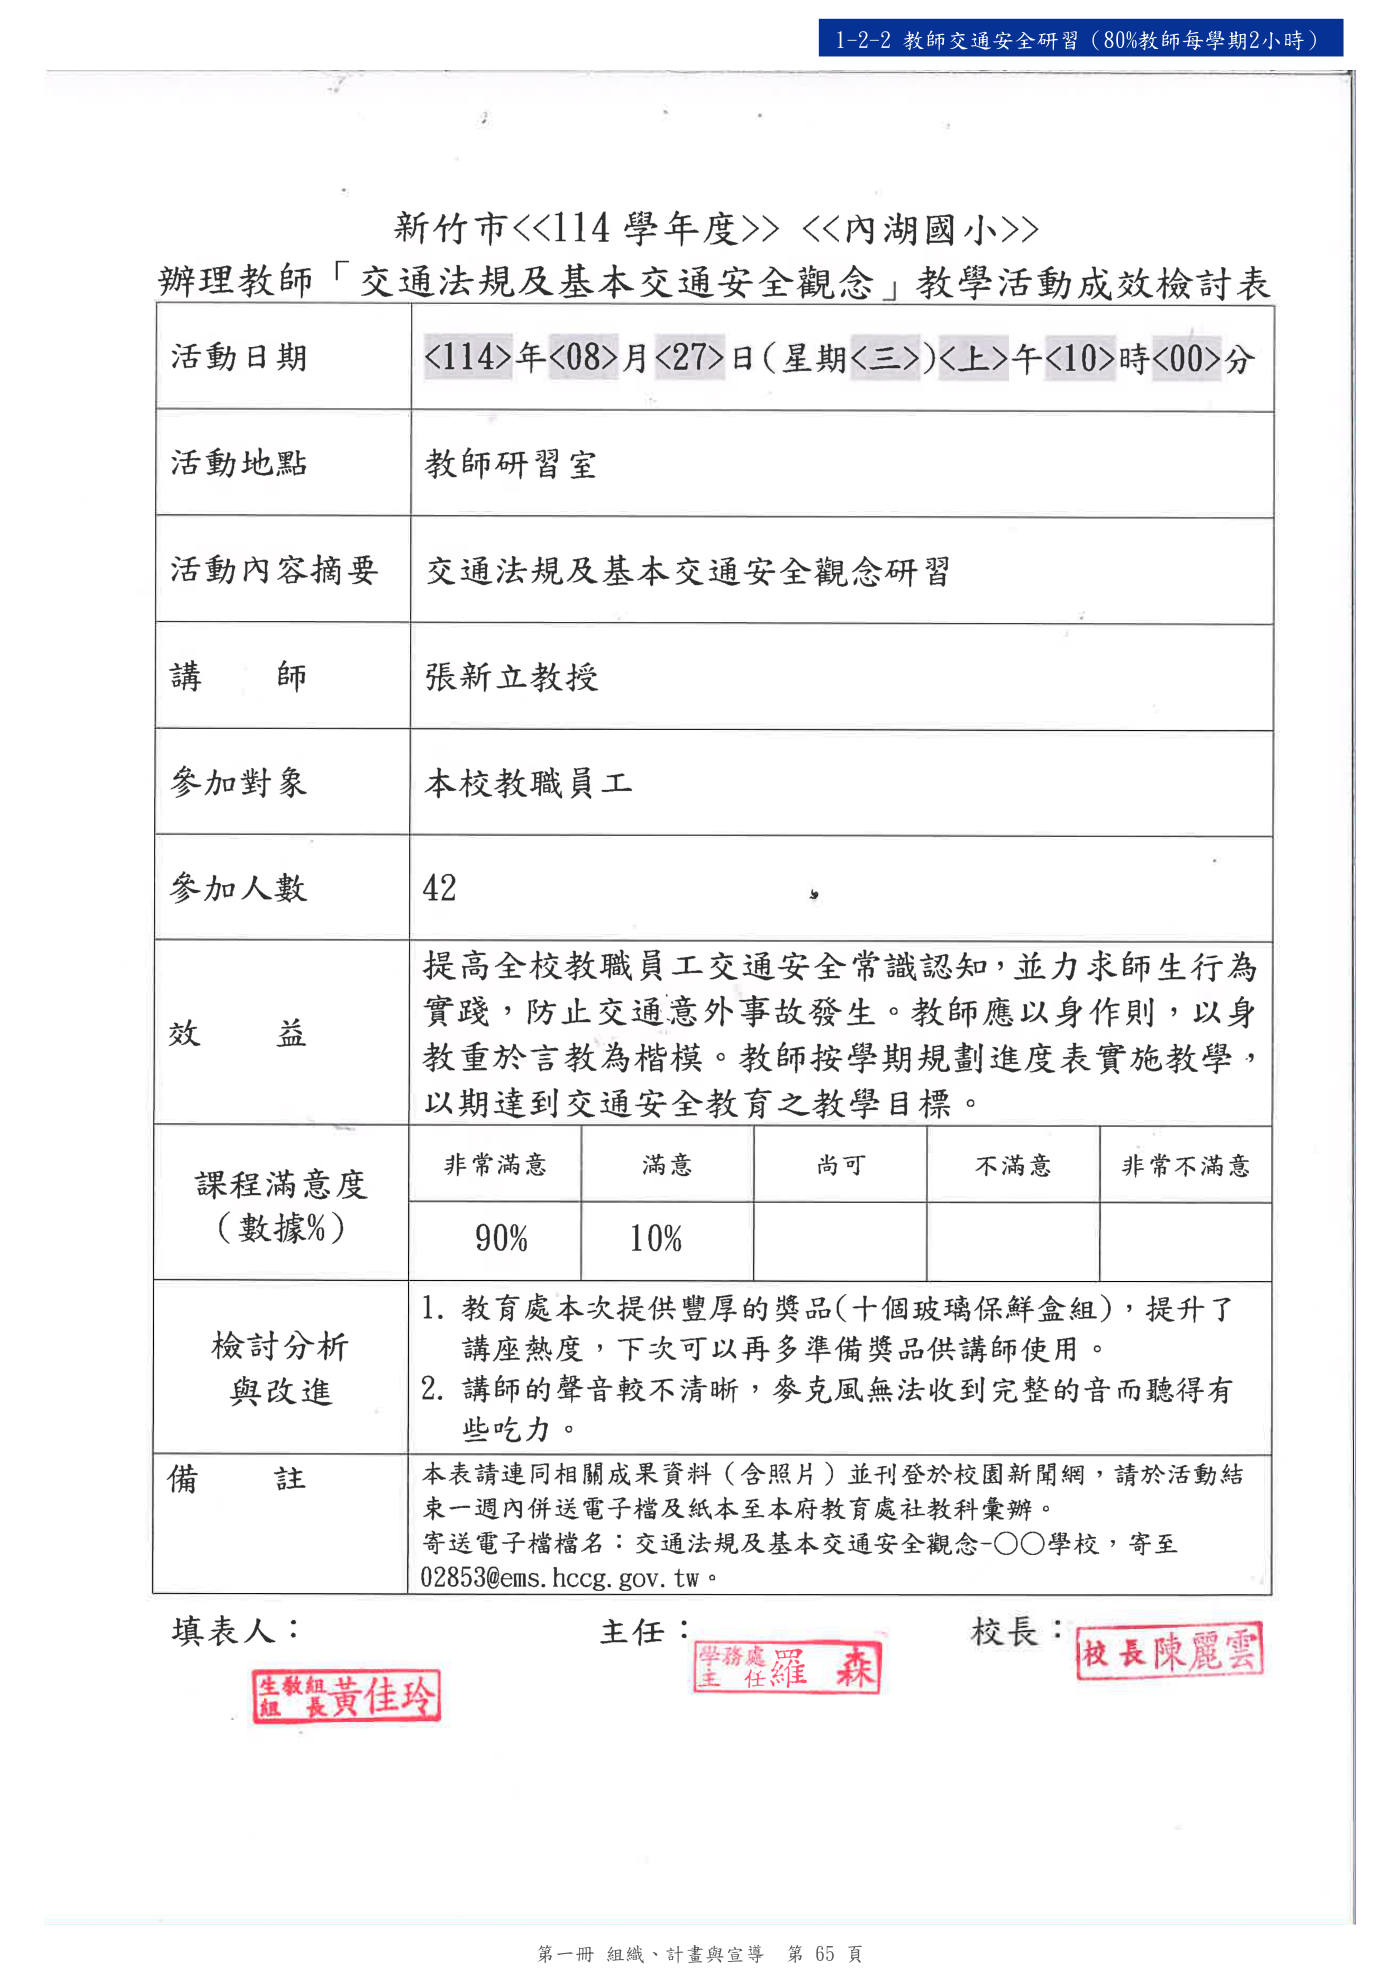 1-2-2 教師交通安全研習（80%教師每學期2小時）
新竹市<<114 學年度>> <<內湖國小>>
辦理教師「交通法規及基本交通安全觀念」教學活動成效檢討表
活動日期
<114>年<08>月<27>日(星期<三>)<上>午<10>時<00>分
活動地點
教師研習室
活動內容摘要
交通法規及基本交通安全觀念研習
講 師
張新立教授
參加對象
本校教職員工
參加人數
42
效 益
提高全校教職員工交通安全常識認知，並力求師生行為
實踐，防止交通意外事故發生。教師應以身作則，以身
教重於言教為楷模。教師按學期規劃進度表實施教學，
以期達到交通安全教育之教學目標。
課程滿意度
（數據%）
非常滿意 滿意 尚可 不滿意 非常不滿意
90% 10%
檢討分析
與改進
1. 教育處本次提供豐厚的獎品(十個玻璃保鮮盒組)，提升了
講座熱度，下次可以再多準備獎品供講師使用。
2. 講師的聲音較不清晰，麥克風無法收到完整的音而聽得有
些吃力。
備 註
本表請連同相關成果資料（含照片）並刊登於校園新聞網，請於活動結
束一週內併送電子檔及紙本至本府教育處社教科彙辦。
寄送電子檔檔名：交通法規及基本交通安全觀念-○○學校，寄至
02853@ems.hccg.gov.tw。
填表人： 主任： 校長：
生教組
組長 黃佳玲
學務處
主任 羅森
校長陳麗雲
第一冊 組織、計畫與宣導 第 65 頁